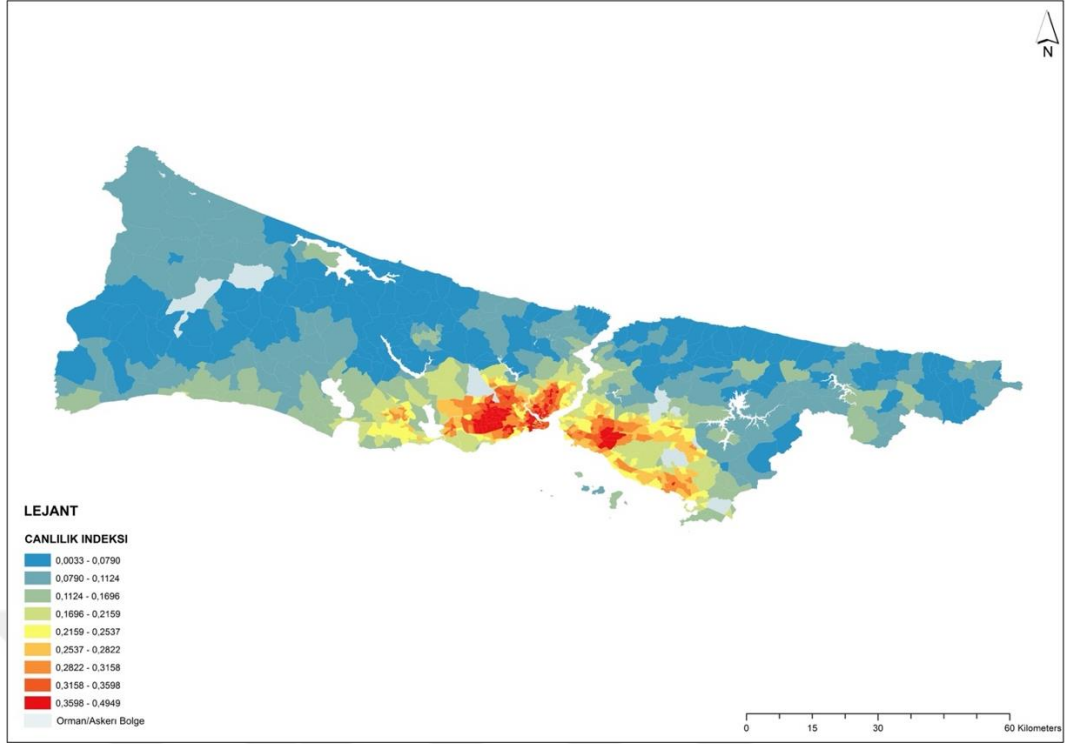 N
LEJANT
CANLILIK INDEKSI
0,0033 - 0,0790
0,0790 - 0,1124
0,1124 - 0,1696
0,1696 - 0,2159
0,2159 - 0,2537
0,2537 - 0,2822
0,2822 - 0,3158
0,3158 - 0,3598
0,3598 - 0,4949
Orman/Askerı Bolge
0 15 30 60 Kilometers